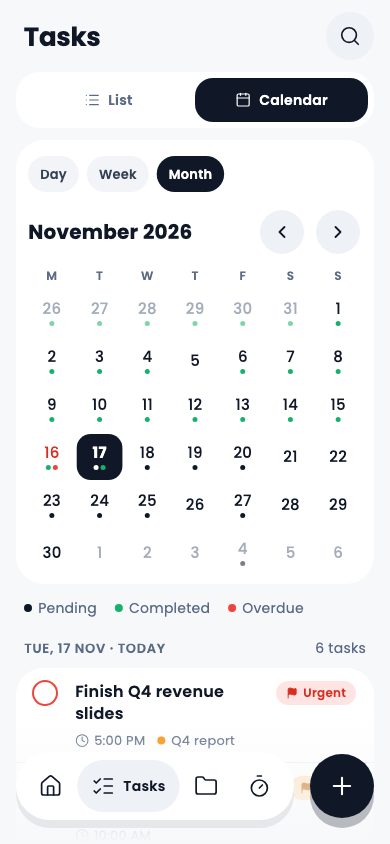 Tasks
List Calendar
Day Week Month
November 2026
M T W T F S S
26 27 28 29 30 31 1
2 3 4 5 6 7 8
9 10 11 12 13 14 15
16 17 18 19 20 21 22
23 24 25 26 27 28 29
30 1 2 3 4 5 6
Pending Completed Overdue
TUE, 17 NOV · TODAY 6 tasks
Finish Q4 revenue Urgent
slides
5:00 PM Q4 report
Tasks
10:00 AM